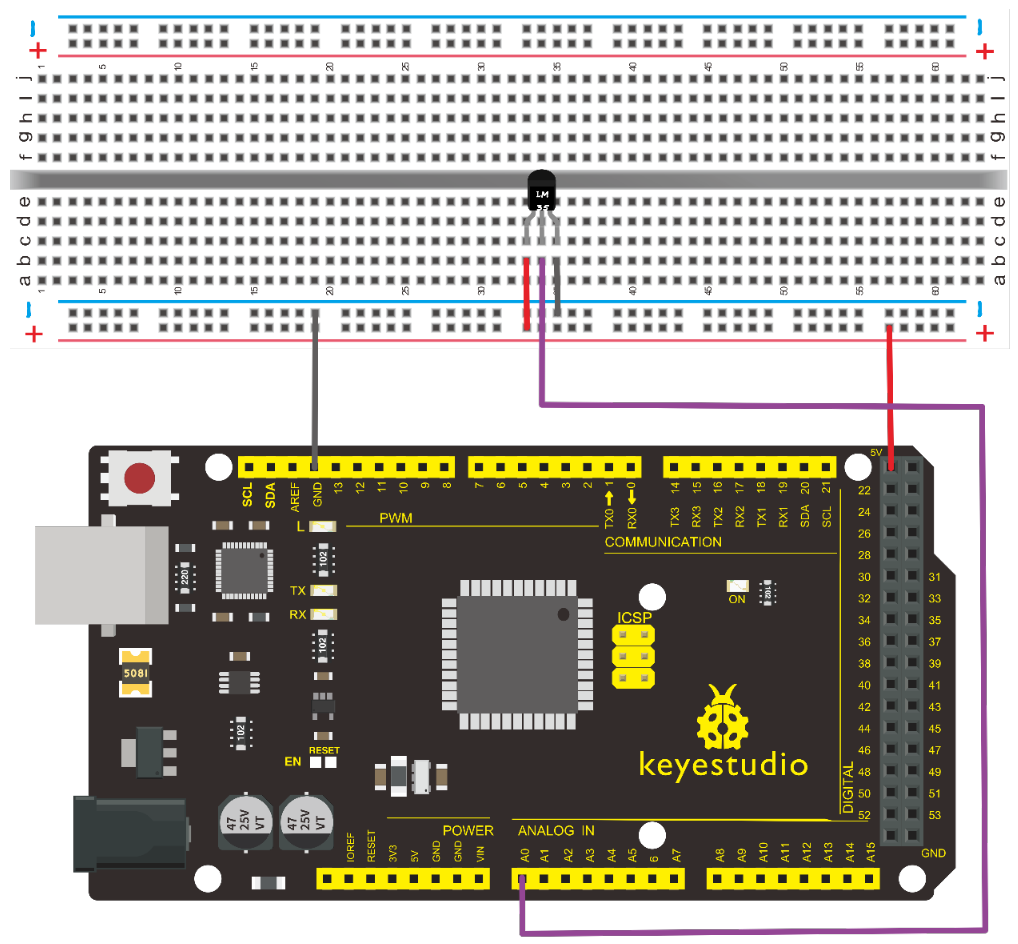 - -
+ +
1 5 10 15 20 25 30 35 40 45 50 55 60
j j
i i
h h
g g
f f
LM
35
e e
d d
c c
b b
a a
1 5 10 15 20 25 30 35 40 45 50 55 60
- -
+ +
5V
SCL SDA AREF GND 13 12 11 10 9 8 7 6 5 4 3 2 TX0 1 RX0 0 TX3 14 RX3 15 TX2 16 RX2 17 TX1 18 RX1 19 SDA 20 SCL 21
22
24
26
28
30 31
32 33
34 35
36 37
38 39
40 41
42 43
44 45
46 47
48 49
50 51
52 53
GND
PWM
COMMUNICATION
L
TX
RX
102
220
102
5081
102
102
ON
ICSP
RESET
EN
keyestudio
DIGITAL
47
25V
VT
47
25V
VT
POWER
ANALOG IN
IOREF RESET 3V3 5V GND GND VIN A0 A1 A2 A3 A4 A5 6 A7 A8 A9 A10 A11 A12 A13 A14 A15